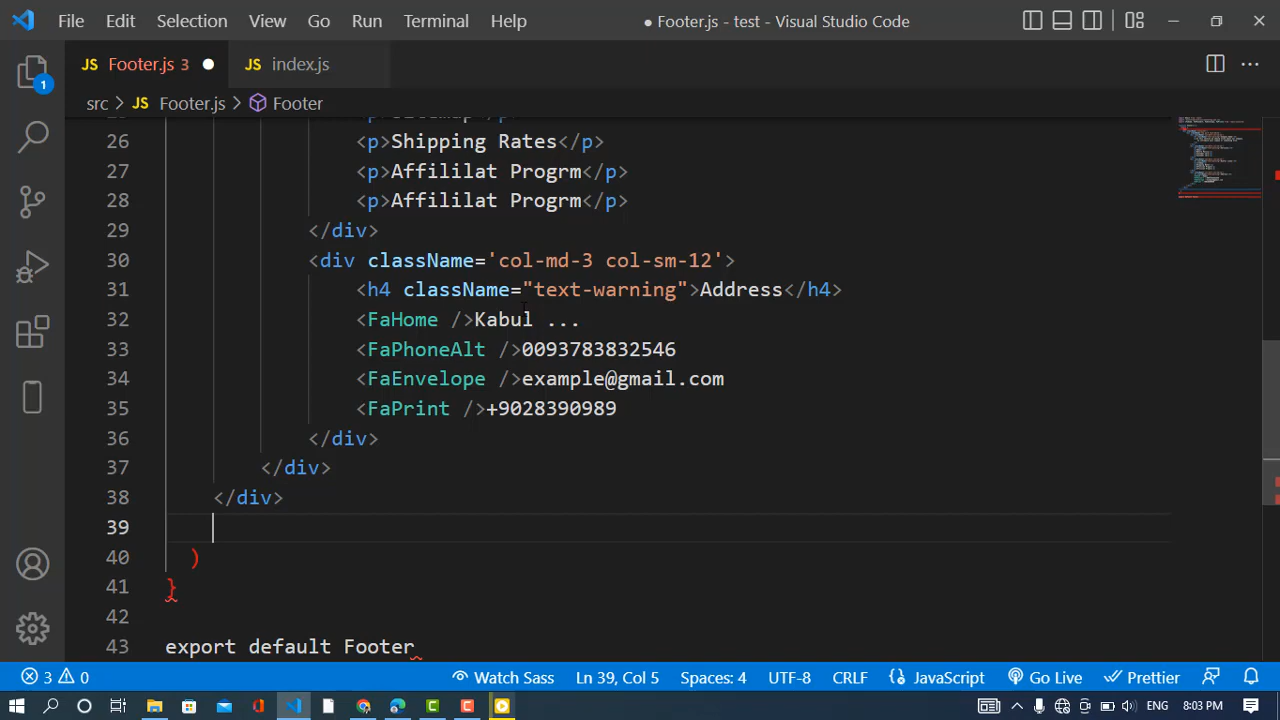 File Edit Selection View Go Run Terminal Help
● Footer.js - test - Visual Studio Code
JS Footer.js 3 ●
JS index.js
src > JS Footer.js > Footer
1
26 <p>Shipping Rates</p>
27 <p>Affililat Progrm</p>
28 <p>Affililat Progrm</p>
29 </div>
30 <div className='col-md-3 col-sm-12'>
31 <h4 className="text-warning">Address</h4>
32 <FaHome />Kabul ...
33 <FaPhoneAlt />0093783832546
34 <FaEnvelope />example@gmail.com
35 <FaPrint />+9028390989
36 </div>
37 </div>
38 </div>
39
40 )
41 }
42
43 export default Footer
3 0 Watch Sass Ln 39, Col 5 Spaces: 4 UTF-8 CRLF JavaScript Go Live Prettier
8:03 PM